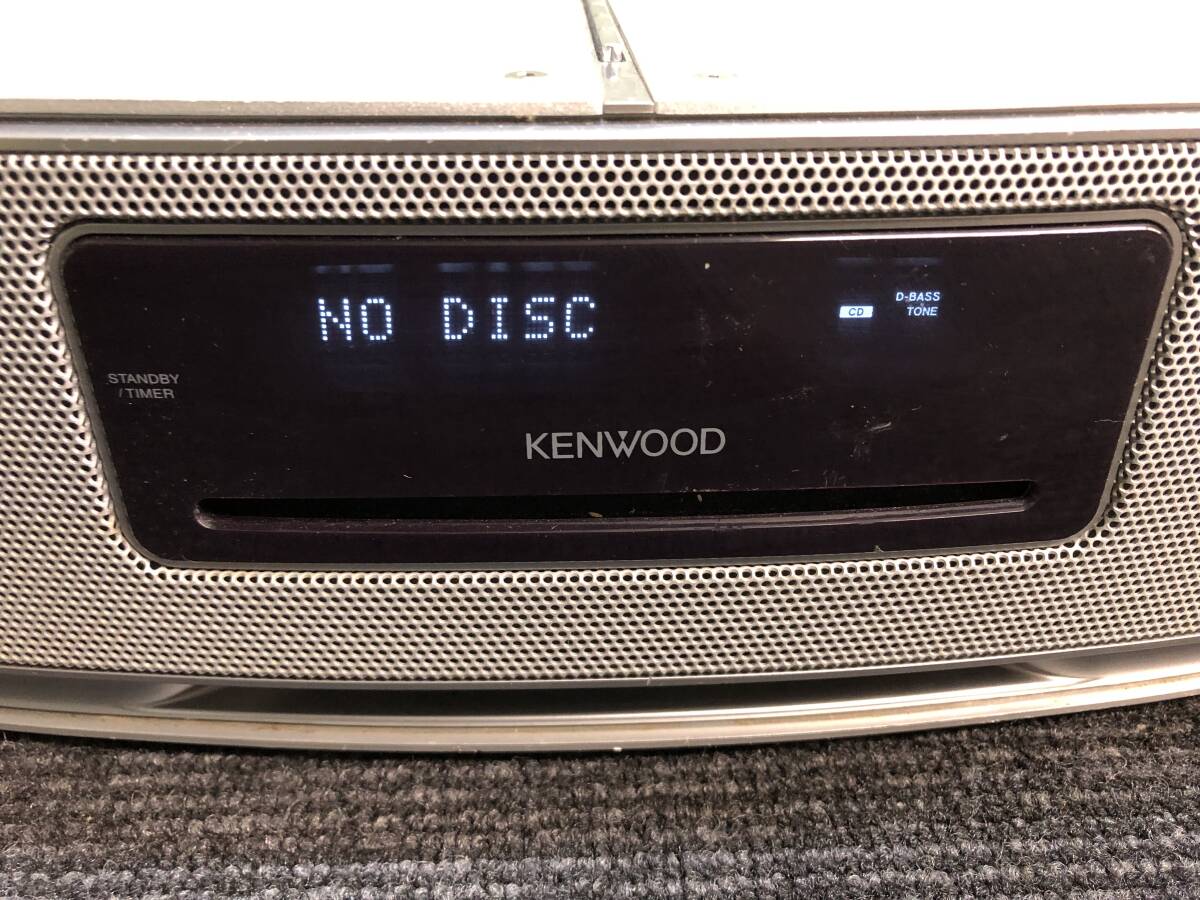 NO DISC
D-BASS
CD TONE
STANDBY
/TIMER
KENWOOD